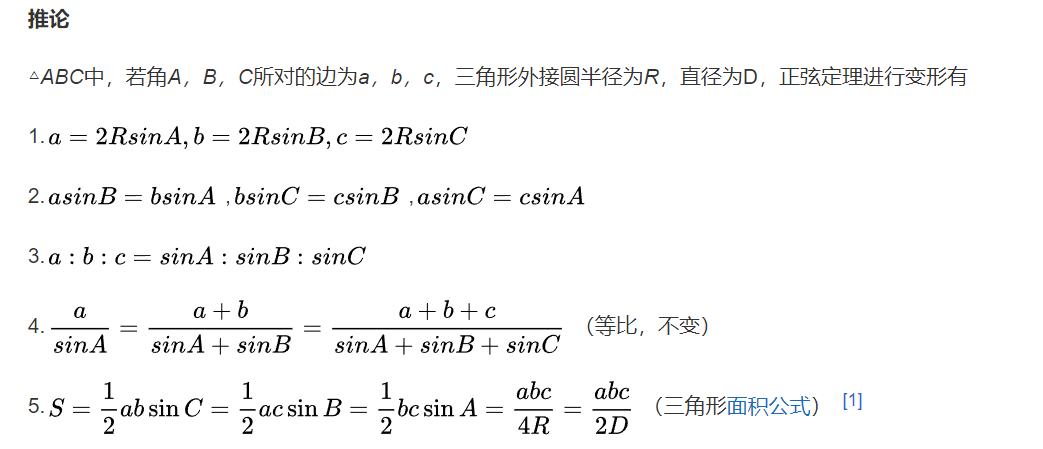 推论
△ABC中，若角A，B，C所对的边为a，b，c，三角形外接圆半径为R，直径为D，正弦定理进行变形有
1. a = 2RsinA, b = 2RsinB, c = 2RsinC
2. asinB = bsinA ,bsinC = csinB ,asinC = csinA
3. a : b : c = sinA : sinB : sinC
4. \frac{a}{sinA} = \frac{a+b}{sinA+sinB} = \frac{a+b+c}{sinA+sinB+sinC} （等比，不变）
5. S = \frac{1}{2}ab sin C = \frac{1}{2}ac sin B = \frac{1}{2}bc sin A = \frac{abc}{4R} = \frac{abc}{2D} （三角形面积公式） [1]